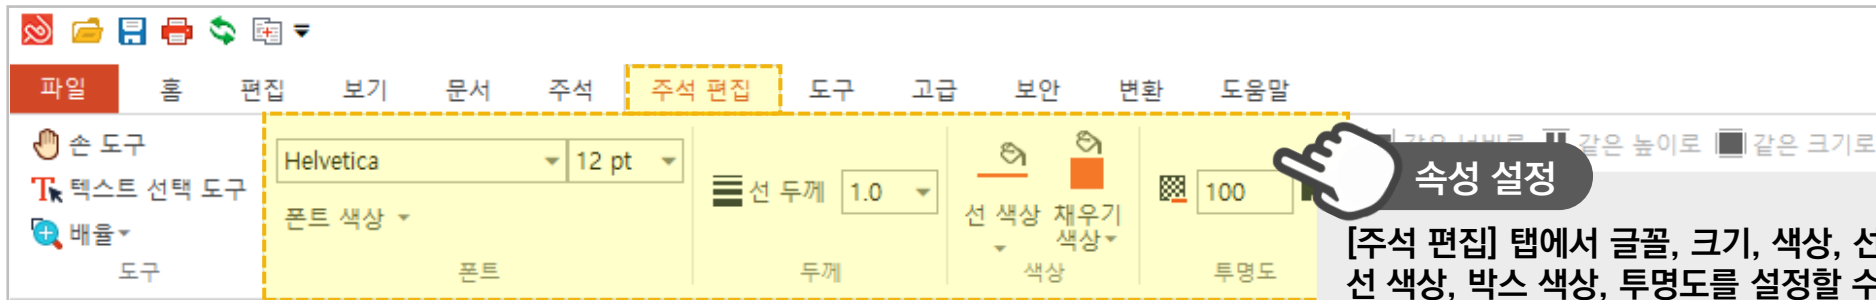 파일 홈 편집 보기 문서 주석 주석 편집 도구 고급 보안 변환 도움말
손 도구
텍스트 선택 도구
배율
도구
Helvetica 12 pt
폰트 색상
폰트
선 두께 1.0
두께
선 색상
채우기
색상
색상
100
투명도
같은 높이로 같은 크기로
속성 설정
[주석 편집] 탭에서 글꼴, 크기, 색상,
선 색상, 박스 색상, 투명도를 설정할